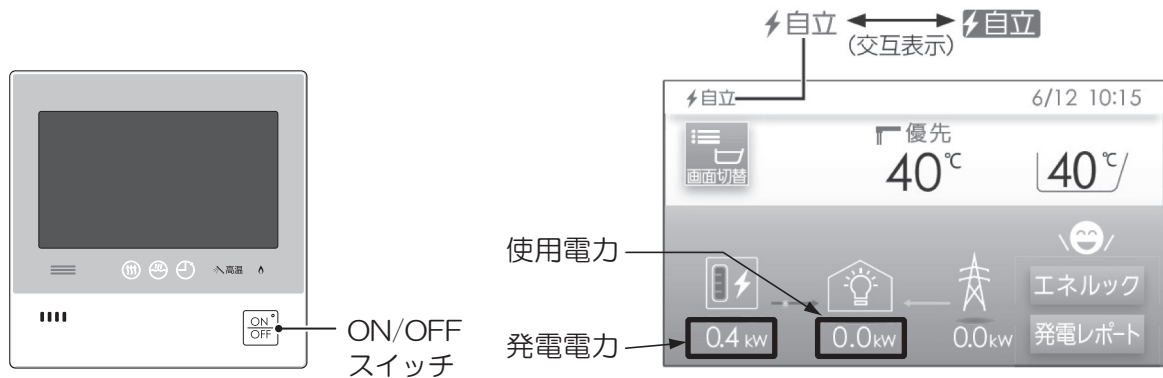 自立
自立
(交互表示)
自立
6/12 10:15
画面切替
優先
40℃
40℃
高温
ON
OFF
ON/OFF
スイッチ
使用電力
発電電力
0.4 kW
0.0kW
0.0kW
エネルック
発電レポート